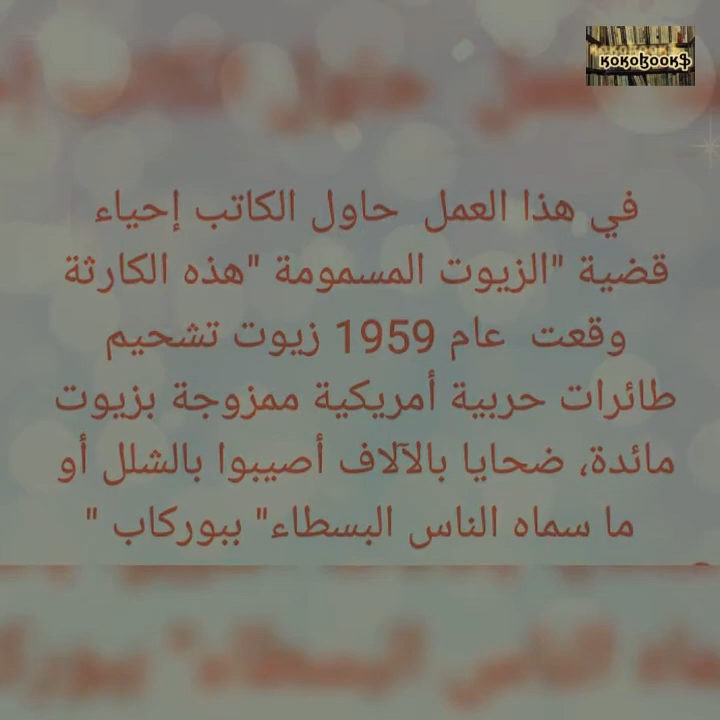 KOKOBOOK$
في هذا العمل حاول الكاتب إحياء
قضية "الزيوت المسمومة "هذه الكارثة
وقعت عام 1959 زيوت تشحيم
طائرات حربية أمريكية ممزوجة بزيوت
مائدة، ضحايا بالآلاف أصيبوا بالشلل أو
ما سماه الناس البسطاء" ببوركاب "